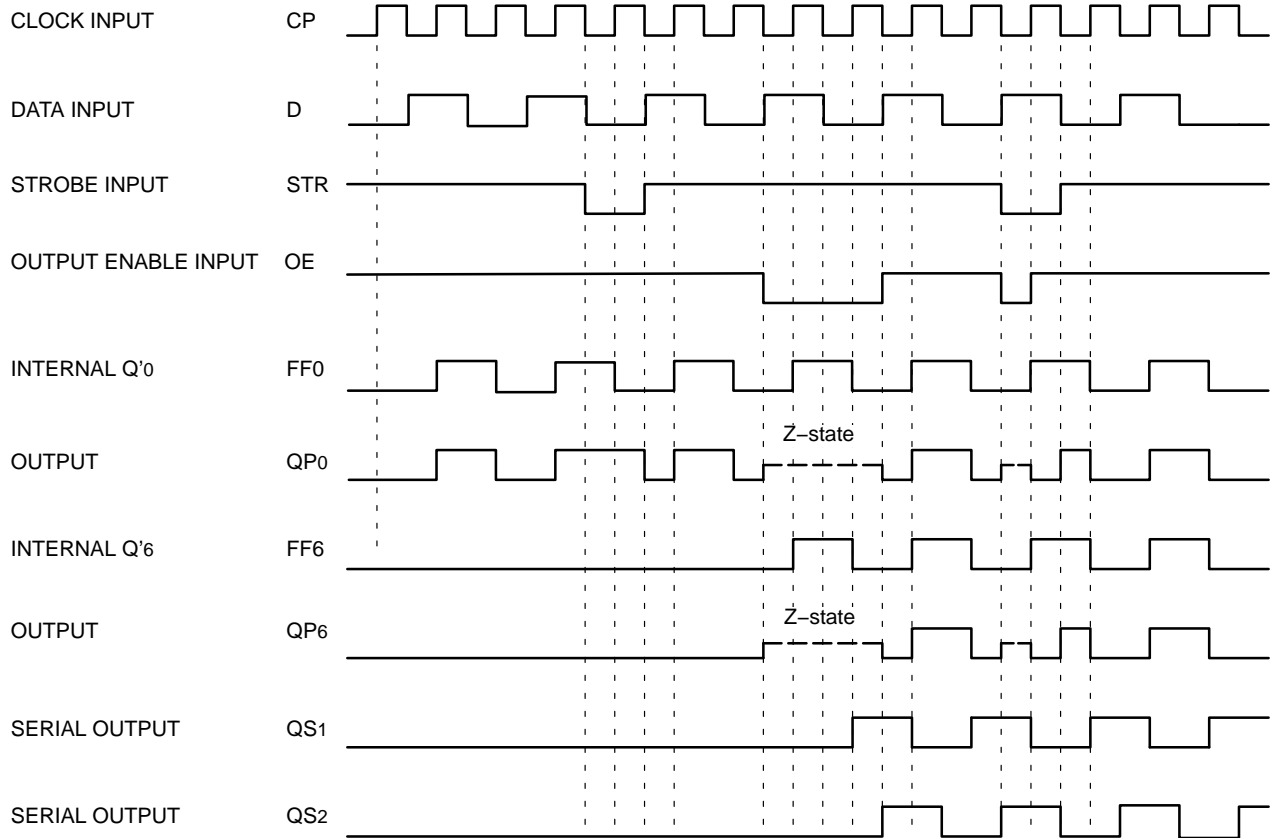 CLOCK INPUT CP
DATA INPUT D
STROBE INPUT STR
OUTPUT ENABLE INPUT OE
INTERNAL Q’0 FF0
Z−state
OUTPUT QP0
INTERNAL Q’6 FF6
Z−state
OUTPUT QP6
SERIAL OUTPUT QS1
SERIAL OUTPUT QS2